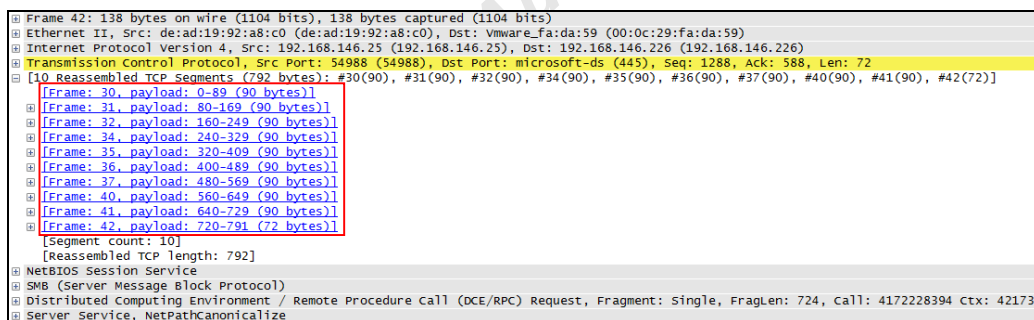 Frame 42: 138 bytes on wire (1104 bits), 138 bytes captured (1104 bits)
Ethernet II, Src: de:ad:19:92:a8:c0 (de:ad:19:92:a8:c0), Dst: Vmware_fa:da:59 (00:0c:29:fa:da:59)
Internet Protocol Version 4, Src: 192.168.146.25 (192.168.146.25), Dst: 192.168.146.226 (192.168.146.226)
Transmission Control Protocol, Src Port: 54988 (54988), Dst Port: microsoft-ds (445), Seq: 1288, Ack: 588, Len: 72
[10 Reassembled TCP Segments (792 bytes): #30(90), #31(90), #32(90), #34(90), #35(90), #36(90), #37(90), #40(90), #41(90), #42(72)]
[Frame: 30, payload: 0-89 (90 bytes)]
[Frame: 31, payload: 80-169 (90 bytes)]
[Frame: 32, payload: 160-249 (90 bytes)]
[Frame: 34, payload: 240-329 (90 bytes)]
[Frame: 35, payload: 320-409 (90 bytes)]
[Frame: 36, payload: 400-489 (90 bytes)]
[Frame: 37, payload: 480-569 (90 bytes)]
[Frame: 40, payload: 560-649 (90 bytes)]
[Frame: 41, payload: 640-729 (90 bytes)]
[Frame: 42, payload: 720-791 (72 bytes)]
[Segment count: 10]
[Reassembled TCP length: 792]
NetBIOS Session Service
SMB (Server Message Block Protocol)
Distributed Computing Environment / Remote Procedure Call (DCE/RPC) Request, Fragment: Single, FragLen: 724, Call: 4172228394 Ctx: 42173
Server Service, NetPathCanonicalize